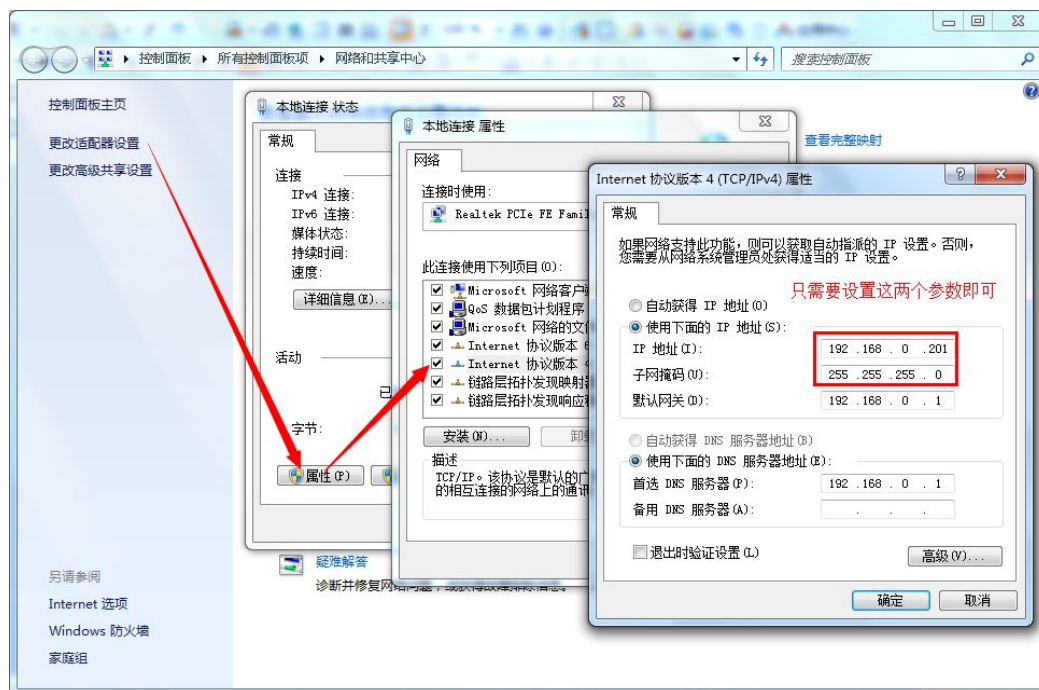 控制面板 ▸ 所有控制面板项 ▸ 网络和共享中心
搜索控制面板
控制面板主页
更改适配器设置
更改高级共享设置
另请参阅
Internet 选项
Windows 防火墙
家庭组
查看完整映射
疑难解答
本地连接 状态
常规
连接
IPv4 连接:
IPv6 连接:
媒体状态:
持续时间:
速度:
详细信息(E)...
活动
字节:
属性(P)
本地连接 属性
网络
连接时使用:
Realtek PCIe FE
此连接使用下列项目(O):
Microsoft 网络客户
QoS 数据包计划程序
Microsoft 网络的文
Internet 协议版本
Internet 协议版本
链路层拓扑发现映射
链路层拓扑发现响应
安装(N)...
描述
TCP/IP。该协议是默认的广
的相互连接的网络上的通
Internet 协议版本 4 (TCP/IPv4) 属性
常规
如果网络支持此功能，则可以获取自动指派的 IP 设置。否则，
您需要从网络系统管理员处获得适当的 IP 设置。
只需要设置这两个参数即可
自动获得 IP 地址(O)
使用下面的 IP 地址(S):
IP 地址(I): 192 .168 . 0 .201
子网掩码(U): 255 .255 .255 . 0
默认网关(D): 192 .168 . 0 . 1
自动获得 DNS 服务器地址(B)
使用下面的 DNS 服务器地址(E):
首选 DNS 服务器(P): 192 .168 . 0 . 1
备用 DNS 服务器(A): . . .
退出时验证设置(L)
高级(V)...
确定 取消